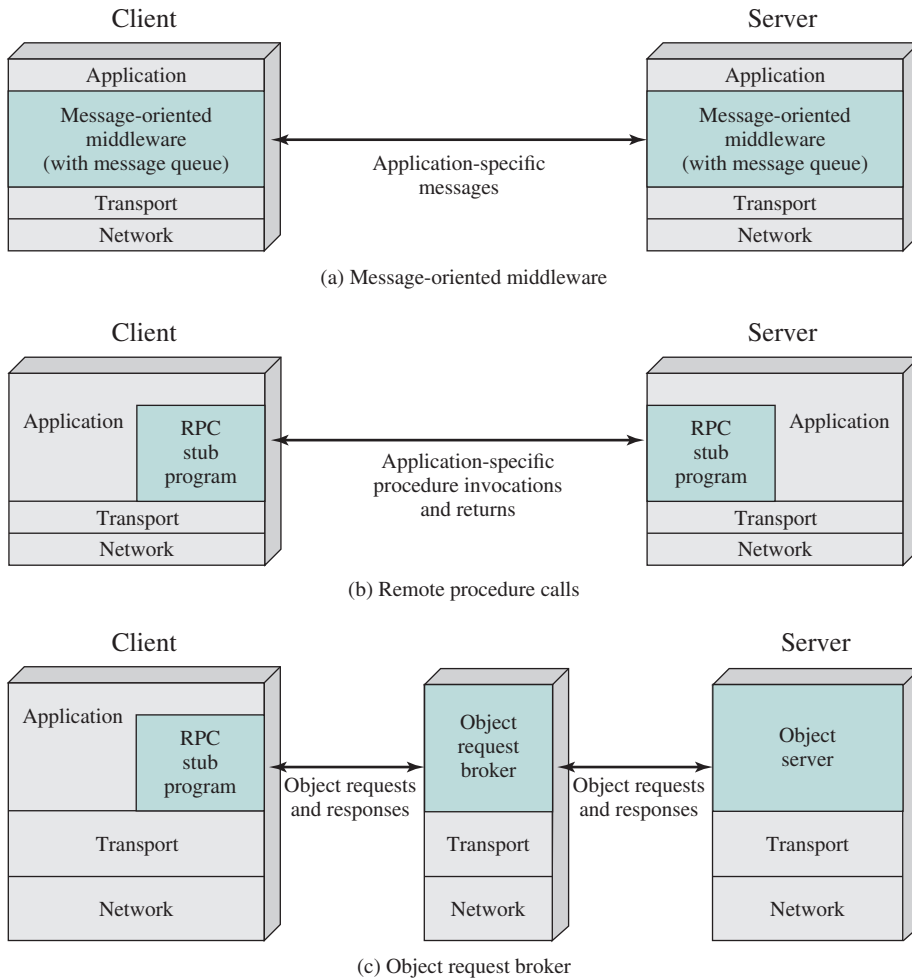 Client
Server
Application
Message-oriented
middleware
(with message queue)
Transport
Network
Application-specific
messages
Application
Message-oriented
middleware
(with message queue)
Transport
Network
(a) Message-oriented middleware
Client
Server
Application
RPC
stub
program
Transport
Network
Application-specific
procedure invocations
and returns
RPC
stub
program
Application
Transport
Network
(b) Remote procedure calls
Client
Server
Application
RPC
stub
program
Transport
Network
Object requests
and responses
Object
request
broker
Transport
Network
Object requests
and responses
Object
server
Transport
Network
(c) Object request broker